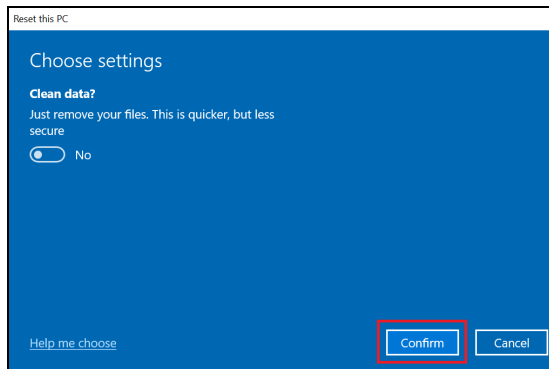 Reset this PC
Choose settings
Clean data?
Just remove your files. This is quicker, but less
secure
No
Help me choose
Confirm
Cancel